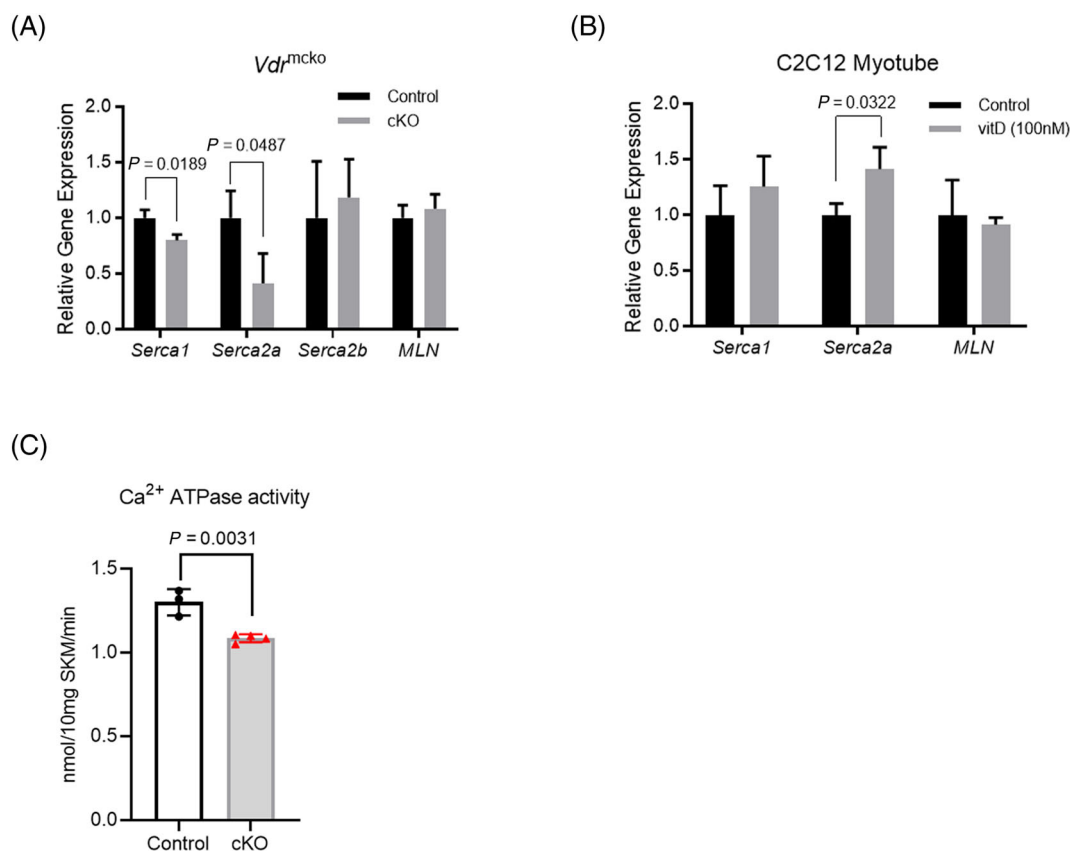 (A)
Vdr^mcko
Control
cKO
Relative Gene Expression
2.0
1.5
1.0
0.5
0.0
P = 0.0189
P = 0.0487
Serca1 Serca2a Serca2b MLN
(B)
C2C12 Myotube
Control
vitD (100nM)
Relative Gene Expression
2.0
1.5
1.0
0.5
0.0
P = 0.0322
Serca1 Serca2a MLN
(C)
Ca²⁺ ATPase activity
P = 0.0031
nmol/10mg SKM/min
1.5
1.0
0.5
0.0
Control cKO